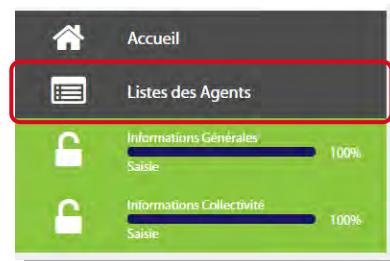 Accueil
Listes des Agents
Informations Générales
100%
Saisie
Informations Collectivité
100%
Saisie